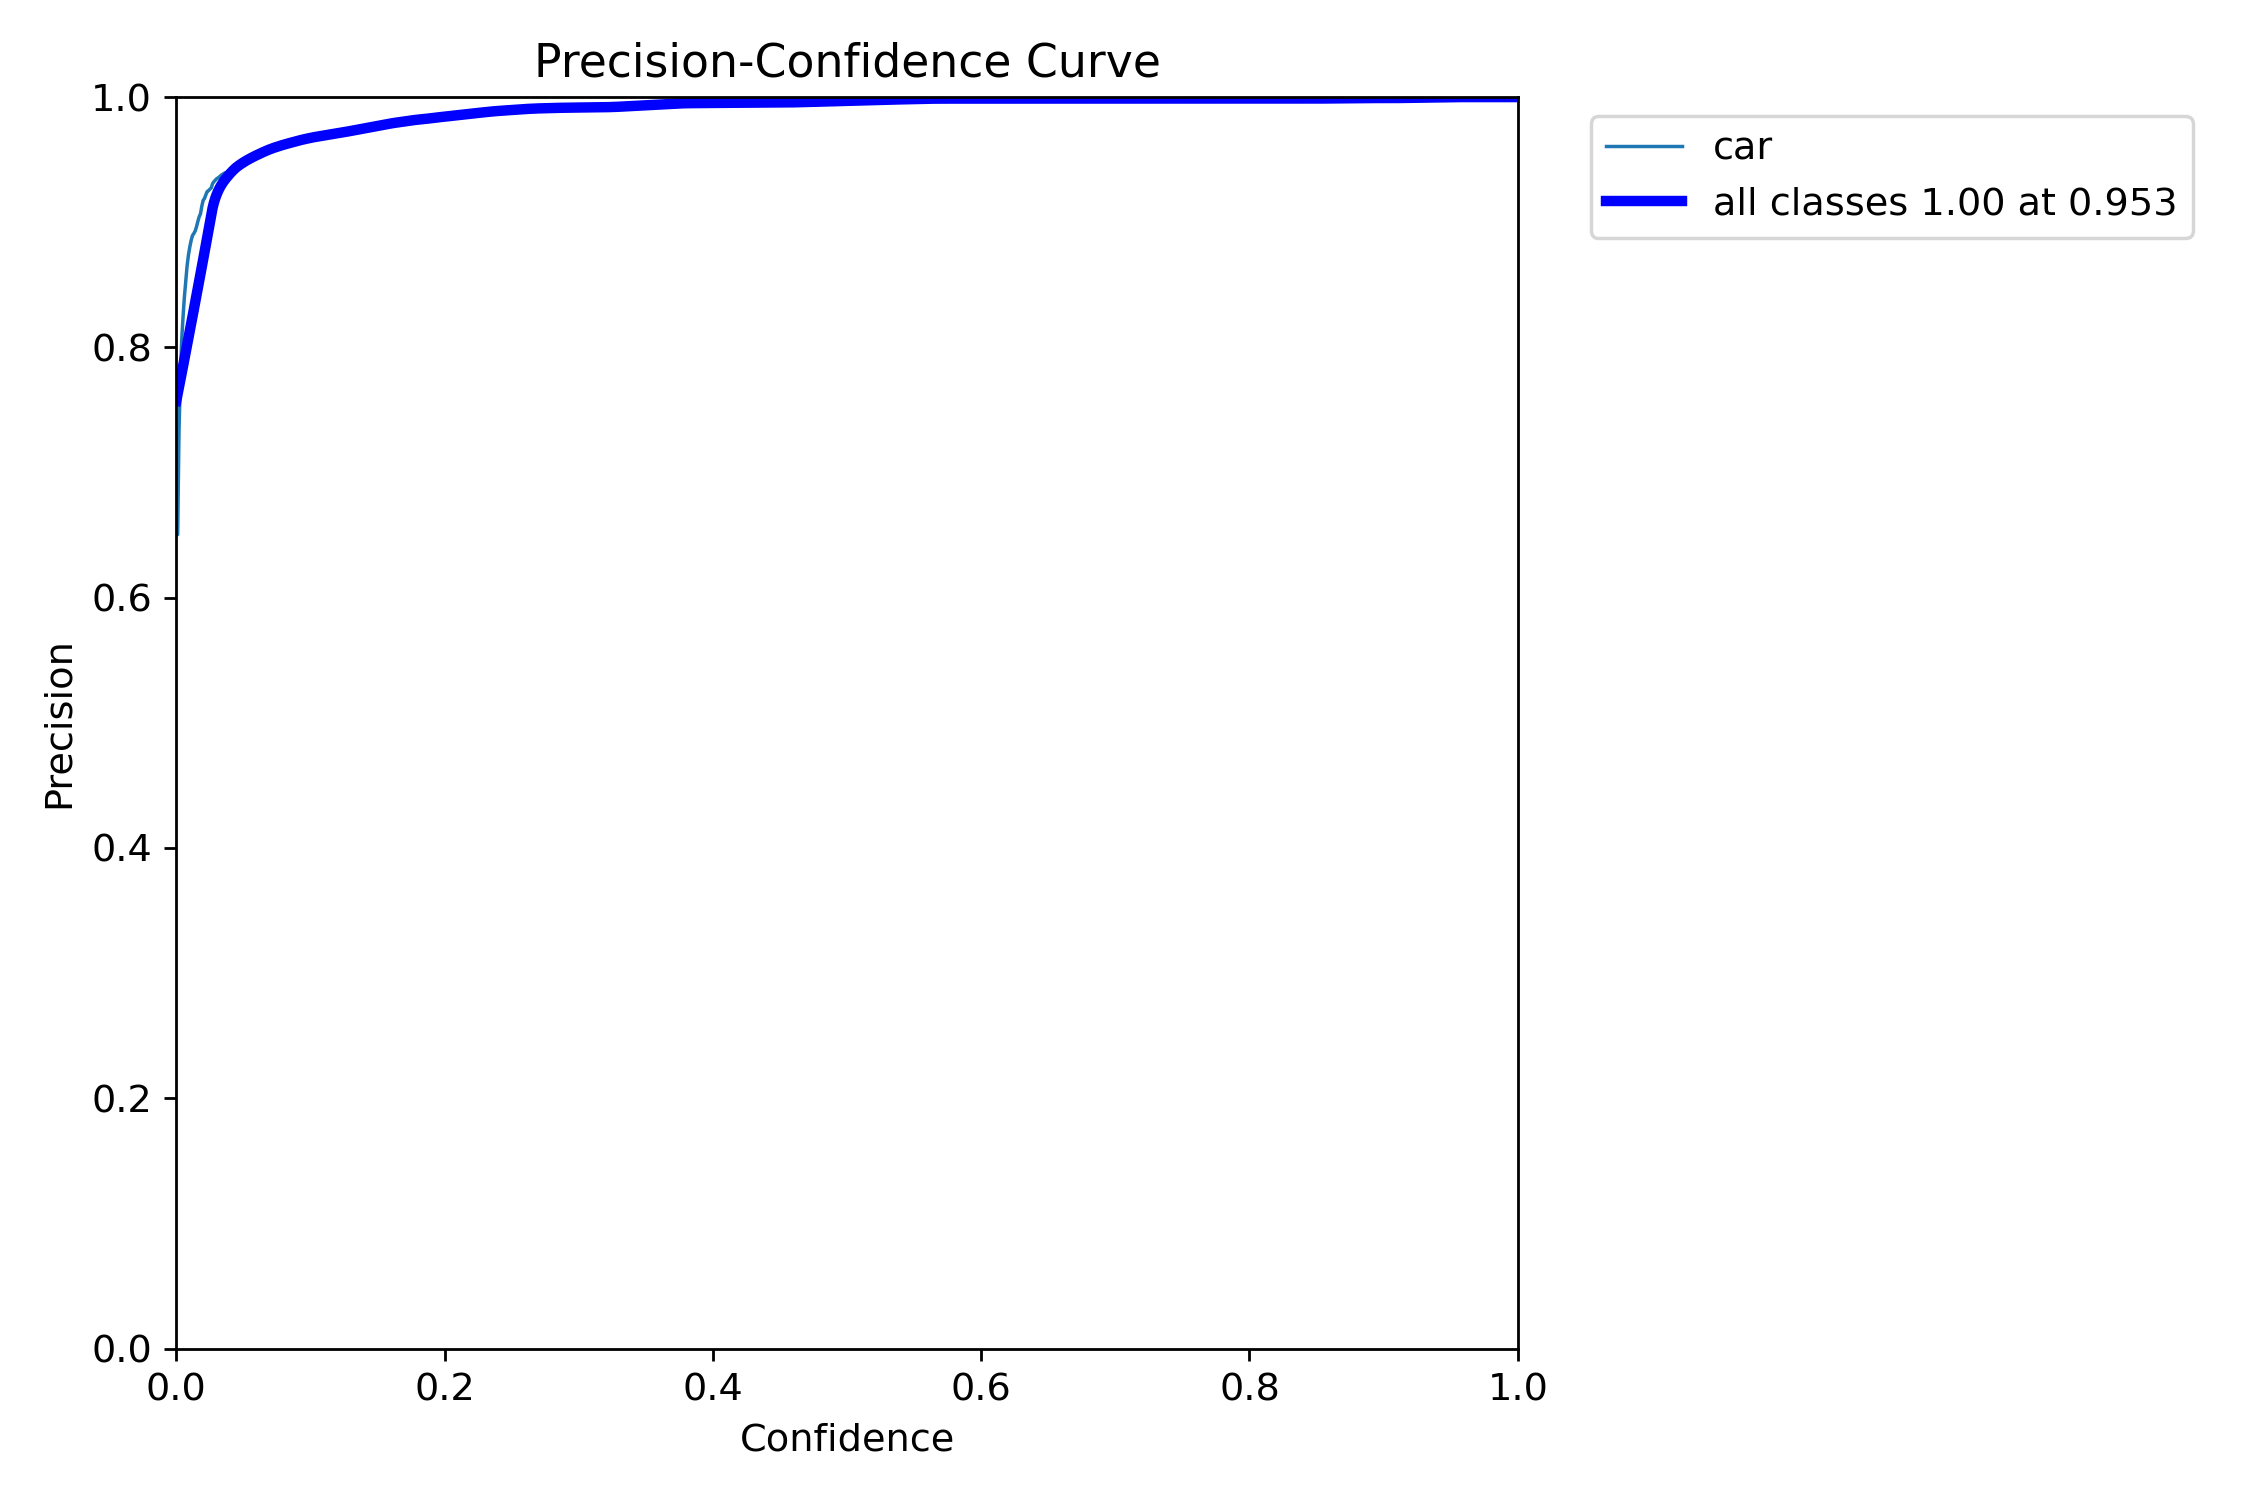 Precision-Confidence Curve
car
all classes 1.00 at 0.953
Precision
1.0
0.8
0.6
0.4
0.2
0.0
0.0 0.2 0.4 0.6 0.8 1.0
Confidence